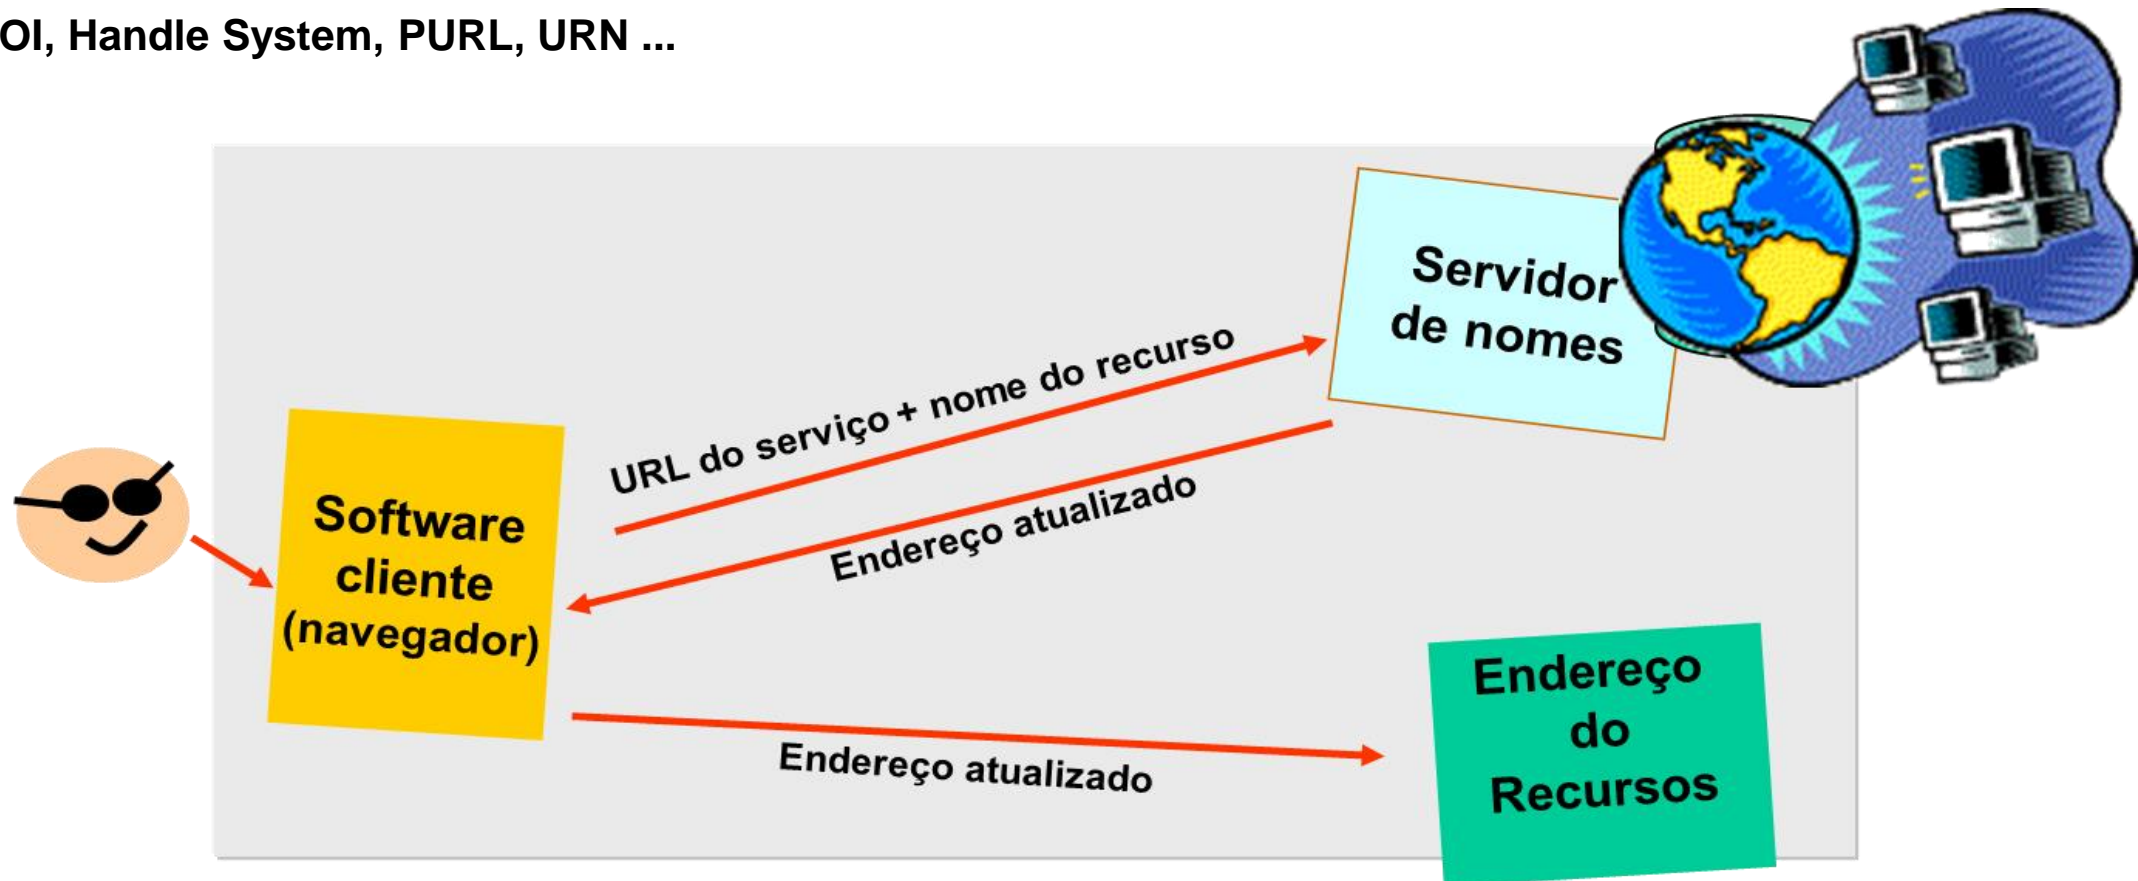 OI, Handle System, PURL, URN ...
Servidor
de nomes
URL do serviço + nome do recurso
Endereço atualizado
Software
cliente
(navegador)
Endereço atualizado
Endereço
do
Recursos